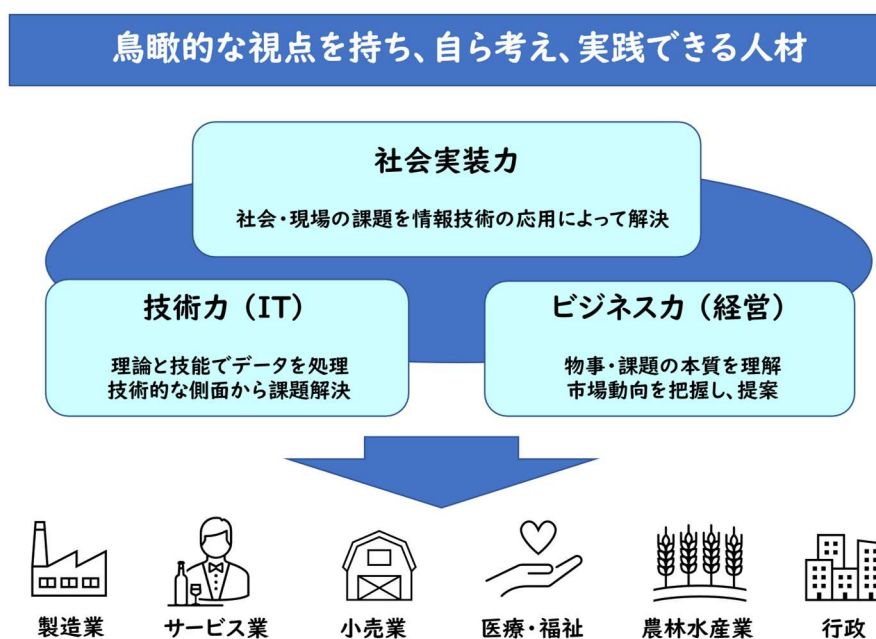 鳥瞰的な視点を持ち、自ら考え、実践できる人材
社会実装力
社会・現場の課題を情報技術の応用によって解決
技術力（IT）
理論と技能でデータを処理
技術的な側面から課題解決
ビジネス力（経営）
物事・課題の本質を理解
市場動向を把握し、提案
製造業
サービス業
小売業
医療・福祉
農林水産業
行政